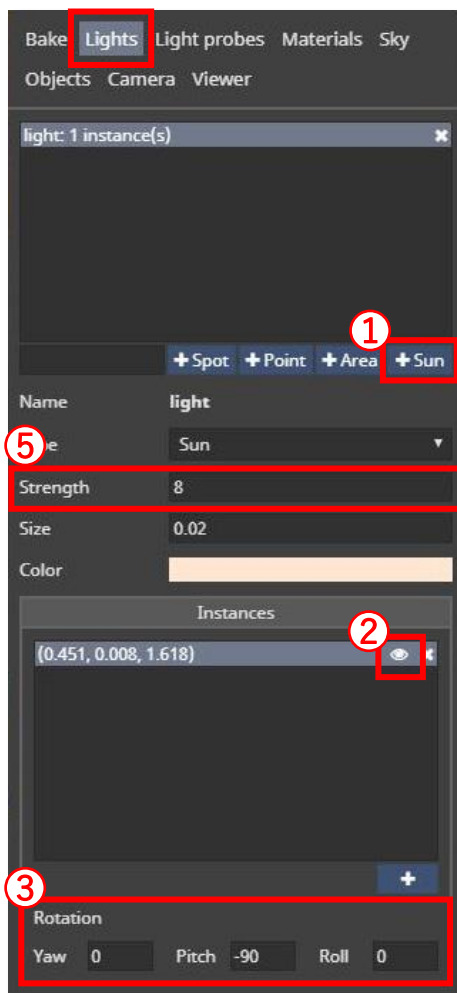 Bake Lights Light probes Materials Sky
Objects Camera Viewer
light: 1 instance(s)
1
Spot Point Area Sun
Name light
5
Sun
Strength 8
Size 0.02
Color
Instances
2
(0.451, 0.008, 1.618)
3
Rotation
Yaw 0 Pitch -90 Roll 0